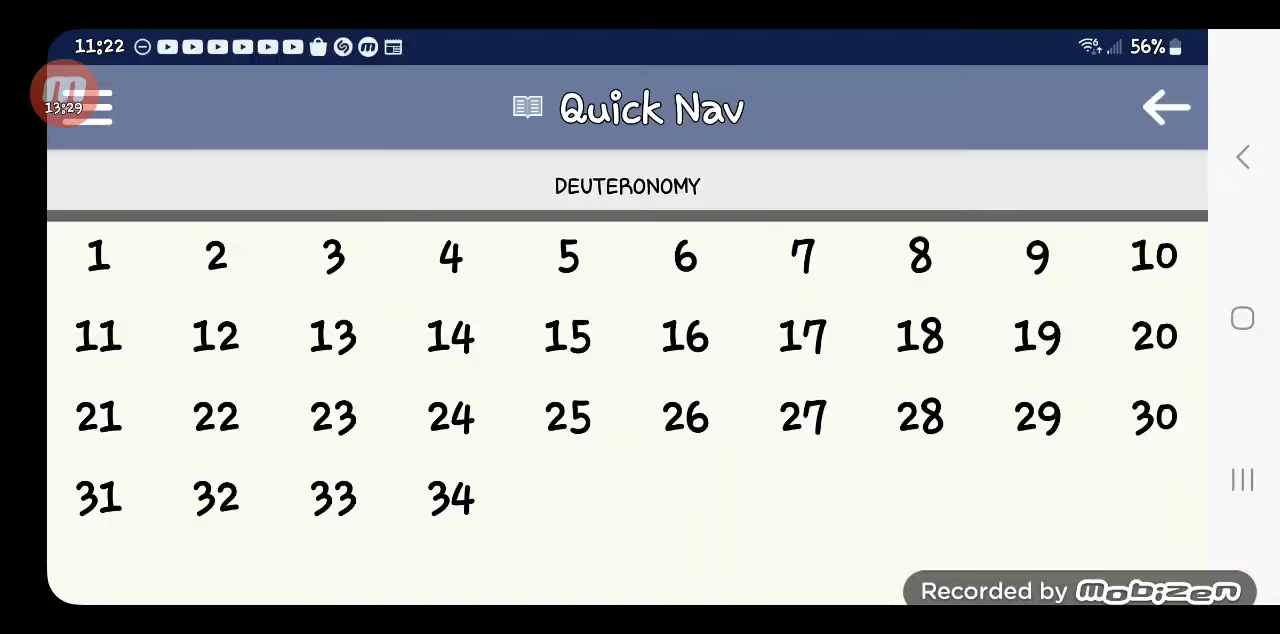 11:22 56%
13:29
Quick Nav
DEUTERONOMY
1 2 3 4 5 6 7 8 9 10
11 12 13 14 15 16 17 18 19 20
21 22 23 24 25 26 27 28 29 30
31 32 33 34
Recorded by mobizen